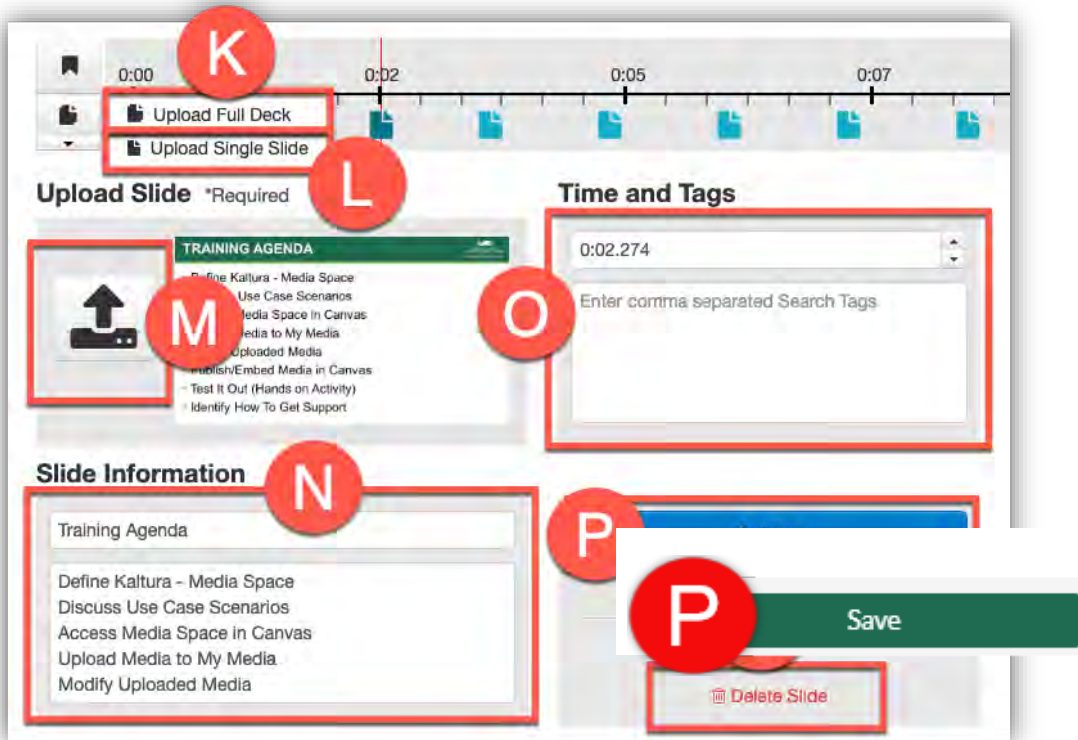 K
0:00 0:02 0:05 0:07
Upload Full Deck
Upload Single Slide
L
Upload Slide *Required
Time and Tags
TRAINING AGENDA
Define Kaltura - Media Space
Use Case Scenarios
Media Space in Canvas
Media to My Media
Uploaded Media
Publish/Embed Media in Canvas
- Test It Out (Hands on Activity)
- Identify How To Get Support
M
0:02.274
O
Enter comma separated Search Tags
Slide Information
N
Training Agenda
Define Kaltura - Media Space
Discuss Use Case Scenarios
Access Media Space in Canvas
Upload Media to My Media
Modify Uploaded Media
P
P
Save
Delete Slide